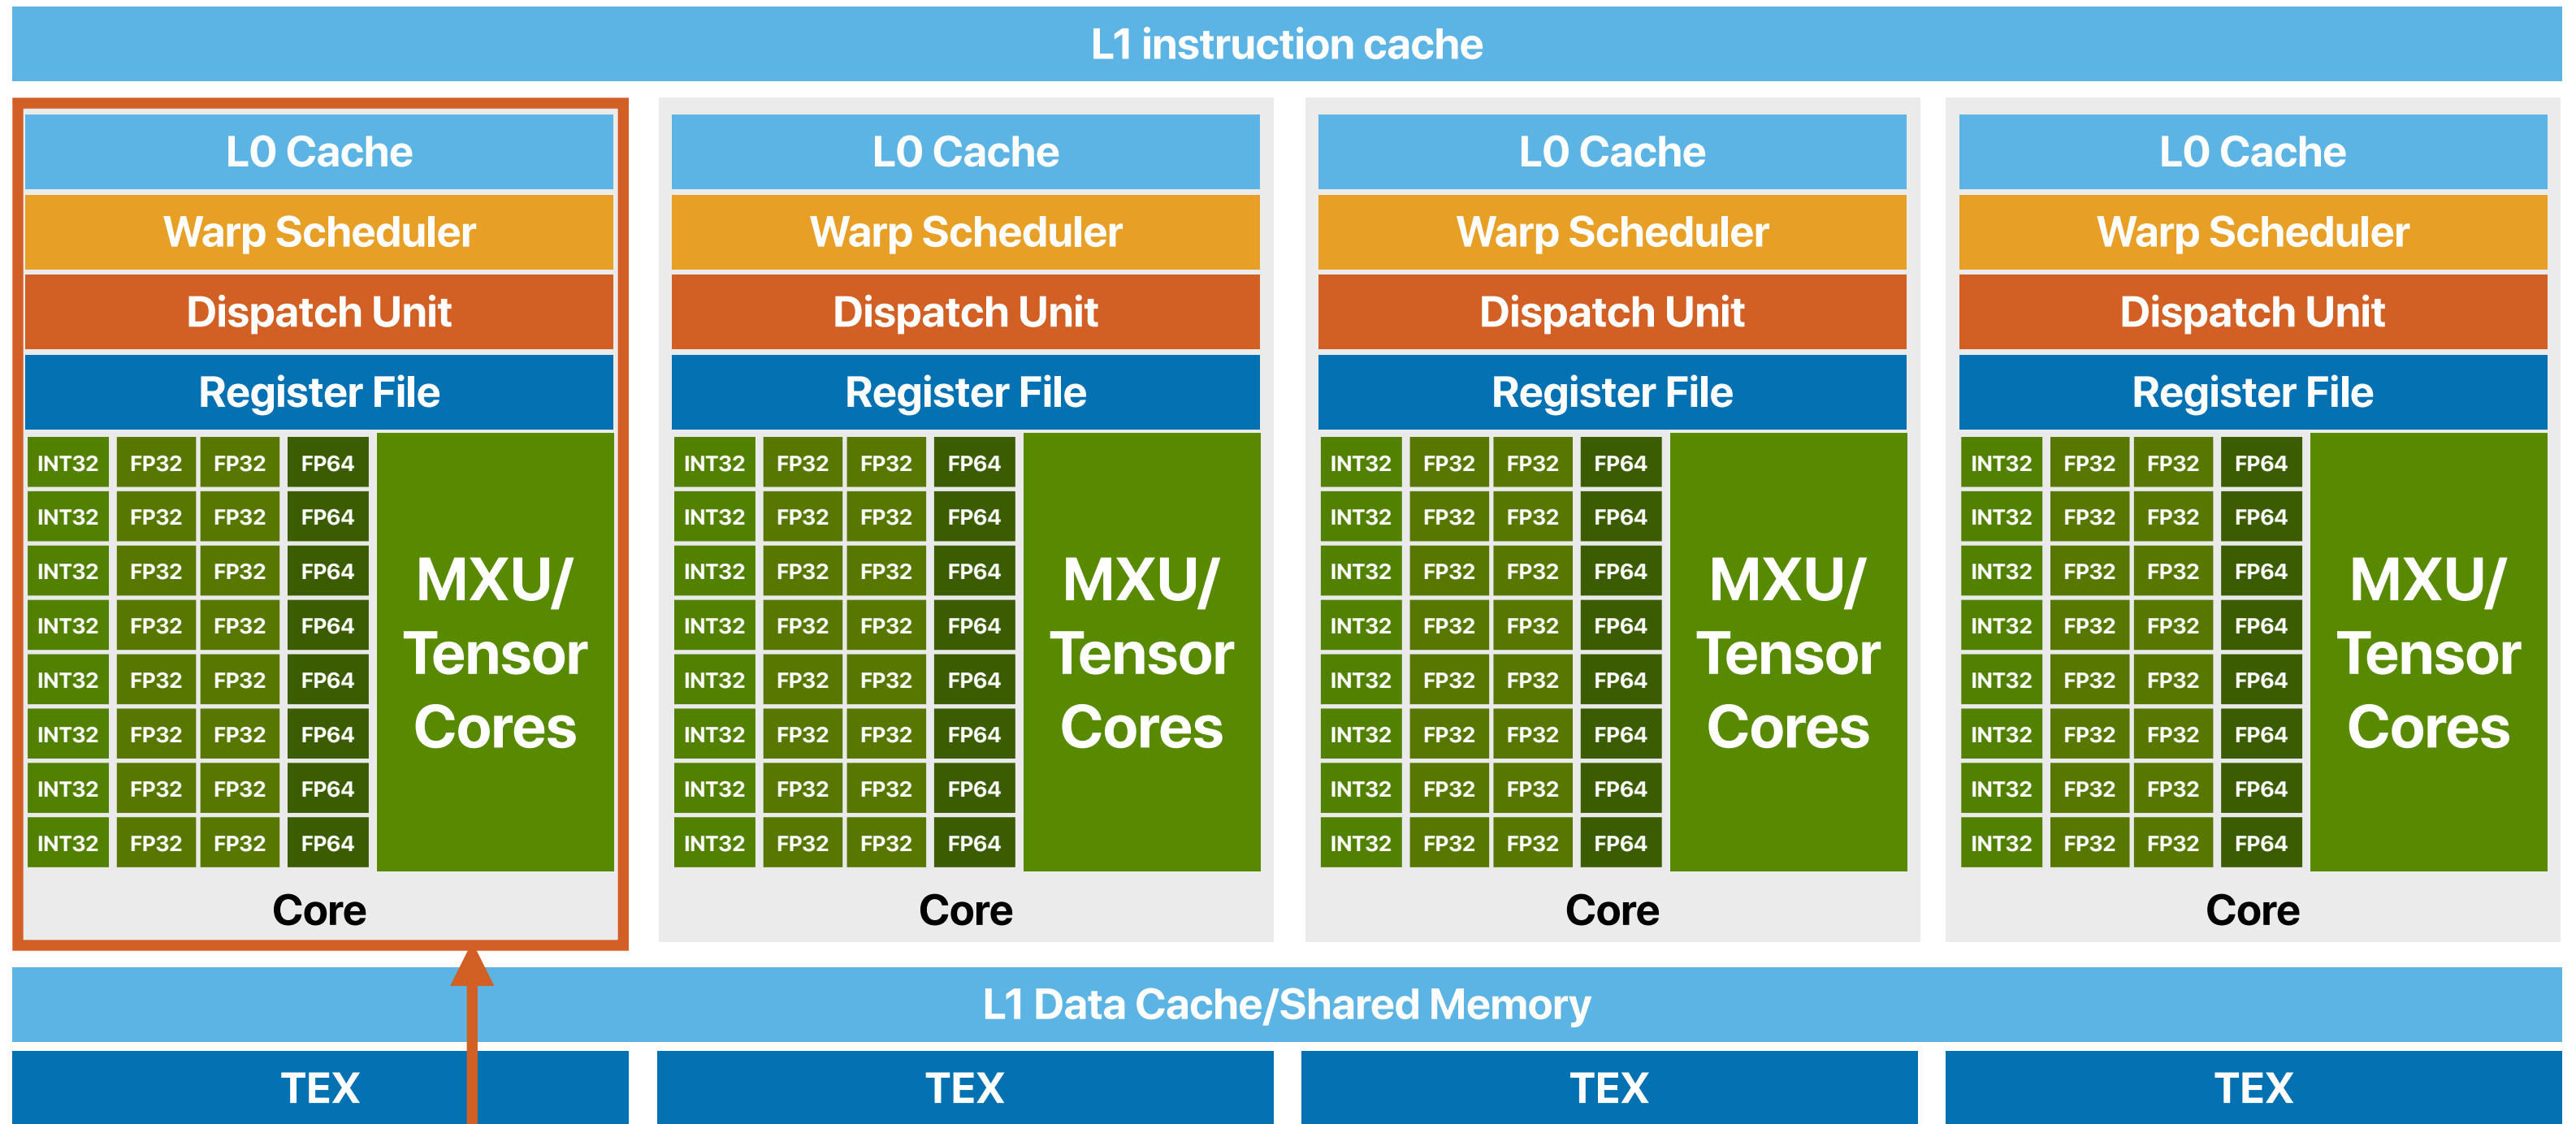 L1 instruction cache
L0 Cache L0 Cache L0 Cache L0 Cache
Warp Scheduler Warp Scheduler Warp Scheduler Warp Scheduler
Dispatch Unit Dispatch Unit Dispatch Unit Dispatch Unit
Register File Register File Register File Register File
INT32 FP32 FP32 FP64 INT32 FP32 FP32 FP64 INT32 FP32 FP32 FP64 INT32 FP32 FP32 FP64
INT32 FP32 FP32 FP64 INT32 FP32 FP32 FP64 INT32 FP32 FP32 FP64 INT32 FP32 FP32 FP64
INT32 FP32 FP32 FP64 MXU/ INT32 FP32 FP32 FP64 MXU/ INT32 FP32 FP32 FP64 MXU/ INT32 FP32 FP32 FP64 MXU/
INT32 FP32 FP32 FP64 Tensor INT32 FP32 FP32 FP64 Tensor INT32 FP32 FP32 FP64 Tensor INT32 FP32 FP32 FP64 Tensor
INT32 FP32 FP32 FP64 INT32 FP32 FP32 FP64 INT32 FP32 FP32 FP64 INT32 FP32 FP32 FP64
INT32 FP32 FP32 FP64 Cores INT32 FP32 FP32 FP64 Cores INT32 FP32 FP32 FP64 Cores INT32 FP32 FP32 FP64 Cores
INT32 FP32 FP32 FP64 INT32 FP32 FP32 FP64 INT32 FP32 FP32 FP64 INT32 FP32 FP32 FP64
INT32 FP32 FP32 FP64 INT32 FP32 FP32 FP64 INT32 FP32 FP32 FP64 INT32 FP32 FP32 FP64
Core Core Core Core
L1 Data Cache/Shared Memory
TEX TEX TEX TEX